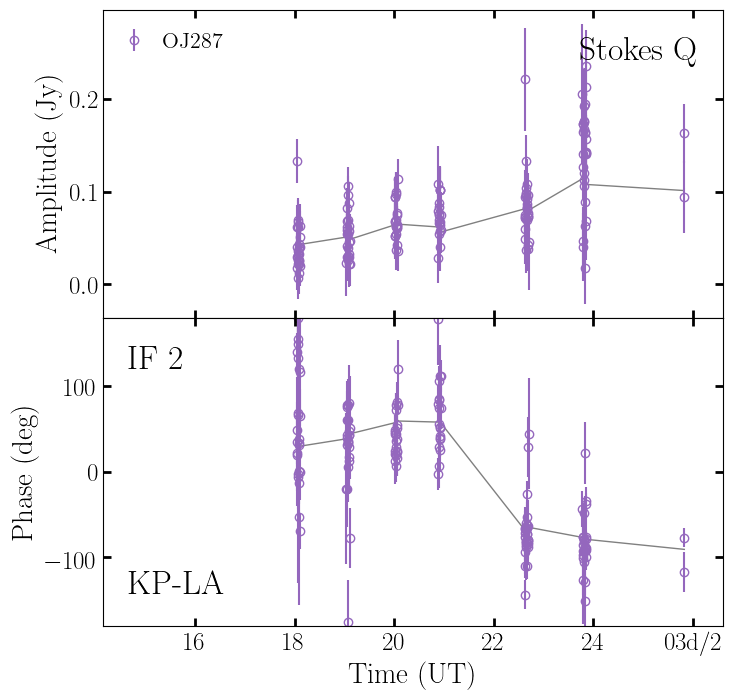 OJ287
Stokes Q
Amplitude (Jy)
0.2
0.1
0.0
IF 2
Phase (deg)
100
0
−100
KP-LA
16 18 20 22 24 03d/2
Time (UT)